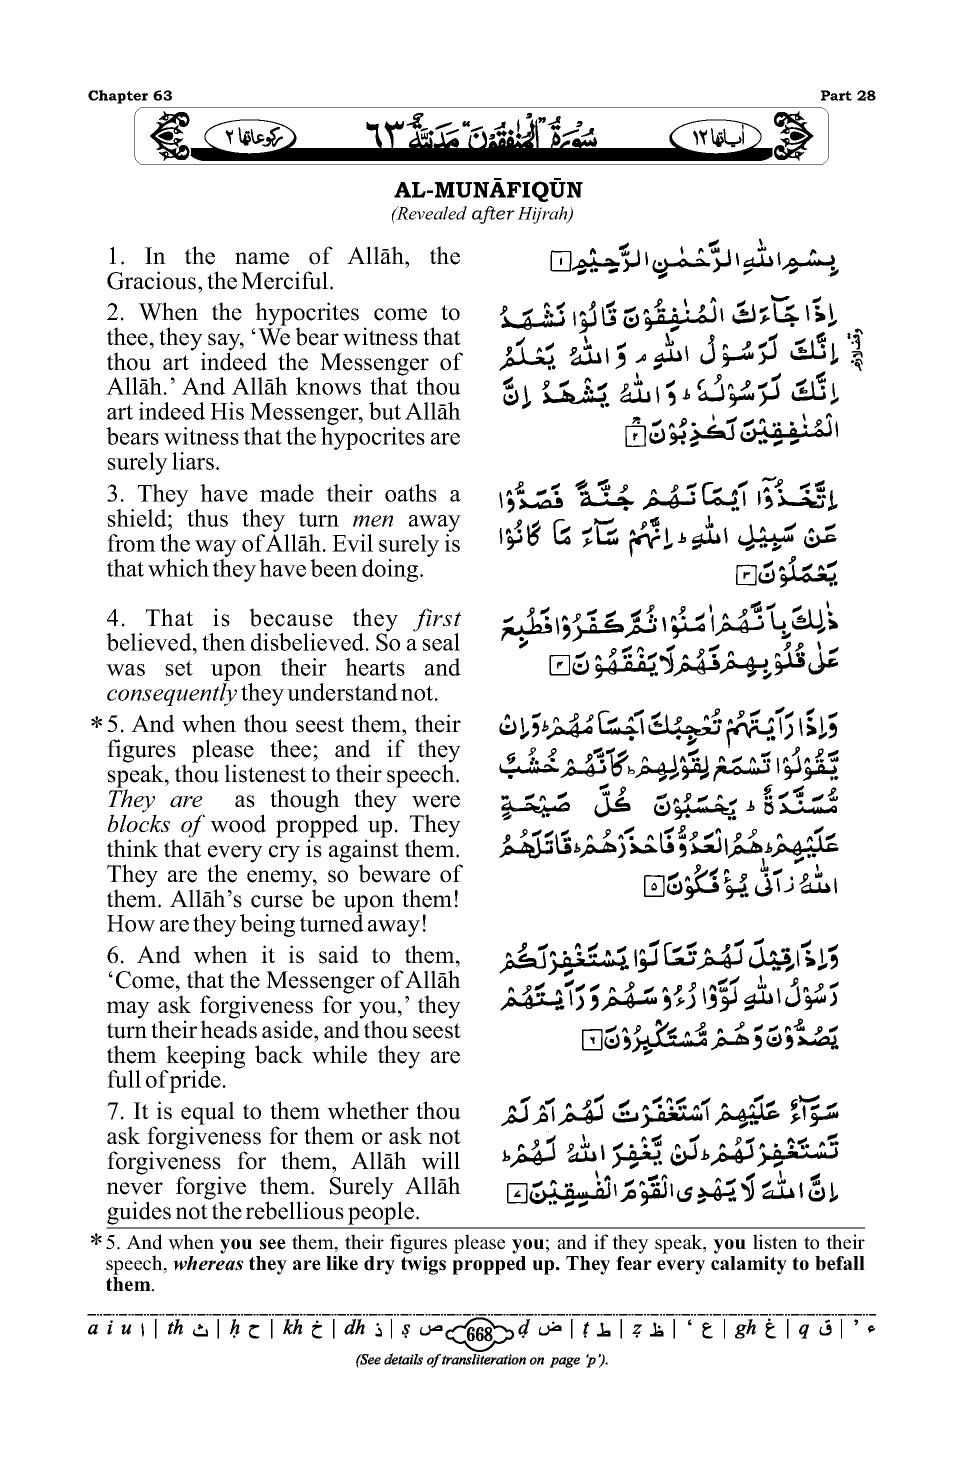 Chapter 63
Part 28
رکوعاتها ٢
سُوْرَةُ "الْمُنٰفِقُوْنَ" مَدَنِيَّةٌ ٦٣
اٰياتها ١٢
AL-MUNĀFIQŪN
(Revealed after Hijrah)
1. In the name of Allāh, the
Gracious, the Merciful.
2. When the hypocrites come to
thee, they say, ‘We bear witness that
thou art indeed the Messenger of
Allāh.’ And Allāh knows that thou
art indeed His Messenger, but Allāh
bears witness that the hypocrites are
surely liars.
3. They have made their oaths a
shield; thus they turn men away
from the way of Allāh. Evil surely is
that which they have been doing.
4. That is because they first
believed, then disbelieved. So a seal
was set upon their hearts and
consequently they understand not.
*5. And when thou seest them, their
figures please thee; and if they
speak, thou listenest to their speech.
They are as though they were
blocks of wood propped up. They
think that every cry is against them.
They are the enemy, so beware of
them. Allāh’s curse be upon them!
How are they being turned away!
6. And when it is said to them,
‘Come, that the Messenger of Allāh
may ask forgiveness for you,’ they
turn their heads aside, and thou seest
them keeping back while they are
full of pride.
7. It is equal to them whether thou
ask forgiveness for them or ask not
forgiveness for them, Allāh will
never forgive them. Surely Allāh
guides not the rebellious people.
بِسْمِ اللّٰهِ الرَّحْمٰنِ الرَّحِيْمِ ١
اِذَا جَآءَكَ الْمُنٰفِقُوْنَ قَالُوْا نَشْهَدُ
اِنَّكَ لَرَسُوْلُ اللّٰهِ ۘ وَ اللّٰهُ يَعْلَمُ
اِنَّكَ لَرَسُوْلُهٗ ؕ وَ اللّٰهُ يَشْهَدُ اِنَّ
الْمُنٰفِقِيْنَ لَكٰذِبُوْنَ ۚ ٢
اِتَّخَذُوْۤا اَيْمَانَهُمْ جُنَّةً فَصَدُّوْا
عَنْ سَبِيْلِ اللّٰهِ ؕ اِنَّهُمْ سَآءَ مَا كَانُوْا
يَعْمَلُوْنَ ٣
ذٰلِكَ بِاَنَّهُمْ اٰمَنُوْا ثُمَّ كَفَرُوْا فَطُبِعَ
عَلٰى قُلُوْبِهِمْ فَهُمْ لَا يَفْقَهُوْنَ ٤
وَ اِذَا رَاَيْتَهُمْ تُعْجِبُكَ اَجْسَامُهُمْ ؕ وَ اِنْ
يَّقُوْلُوْا تَسْمَعْ لِقَوْلِهِمْ ؕ كَاَنَّهُمْ خُشُبٌ
مُّسَنَّدَةٌ ؕ يَحْسَبُوْنَ كُلَّ صَيْحَةٍ
عَلَيْهِمْ ؕ هُمُ الْعَدُوُّ فَاحْذَرْهُمْ ؕ قَاتَلَهُمُ
اللّٰهُ ؗ اَنّٰى يُؤْفَكُوْنَ ٥
وَ اِذَا قِيْلَ لَهُمْ تَعَالَوْا يَسْتَغْفِرْ لَكُمْ
رَسُوْلُ اللّٰهِ لَوَّوْا رُءُوْسَهُمْ وَ رَاَيْتَهُمْ
يَصُدُّوْنَ وَ هُمْ مُّسْتَكْبِرُوْنَ ٦
سَوَآءٌ عَلَيْهِمْ اَسْتَغْفَرْتَ لَهُمْ اَمْ لَمْ
تَسْتَغْفِرْ لَهُمْ ؕ لَنْ يَّغْفِرَ اللّٰهُ لَهُمْ ؕ
اِنَّ اللّٰهَ لَا يَهْدِى الْقَوْمَ الْفٰسِقِيْنَ ٧
*5. And when you see them, their figures please you; and if they speak, you listen to their
speech, whereas they are like dry twigs propped up. They fear every calamity to befall
them.
a i u ا | th ث | ḥ ح | kh خ | dh ذ | ṣ ص 668 ḍ ض | ṭ ط | ẓ ظ | ‘ ع | gh غ | q ق | ’ ء
(See details of transliteration on page ‘p’).